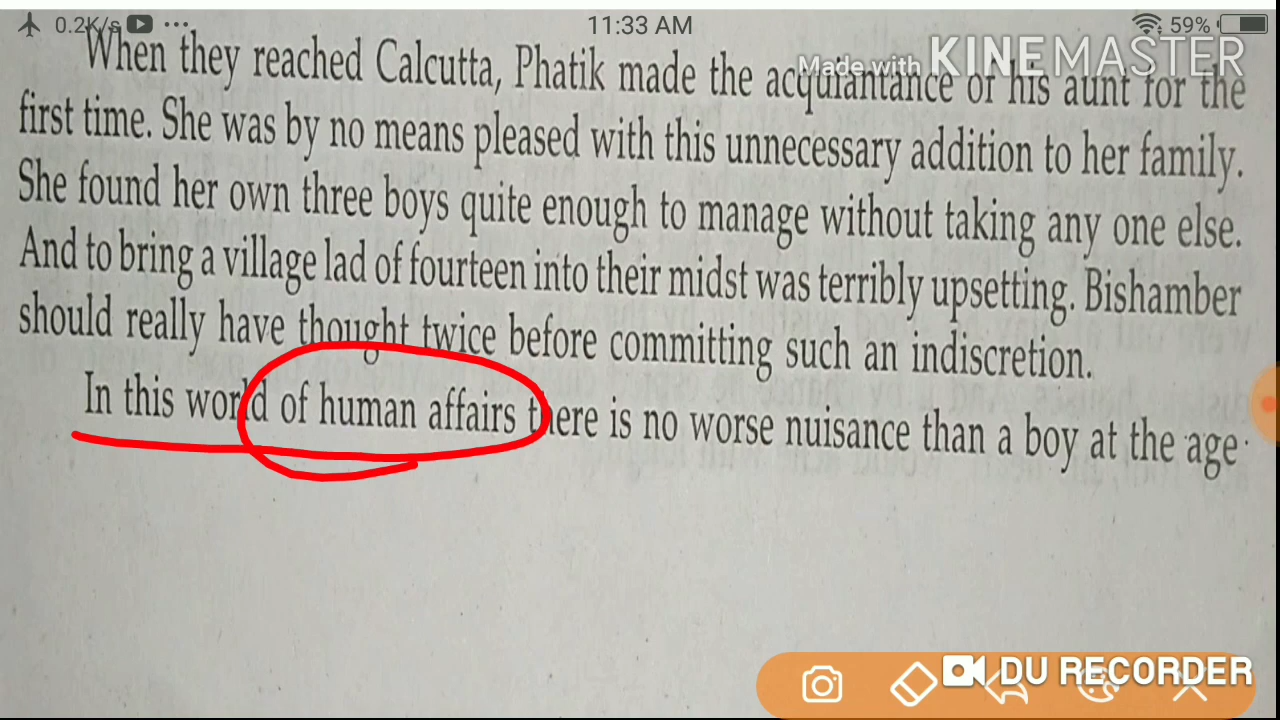 0.2K/s ... 11:33 AM 59%
Made with KINEMASTER
When they reached Calcutta, Phatik made the acquiantance of his aunt for the
first time. She was by no means pleased with this unnecessary addition to her family.
She found her own three boys quite enough to manage without taking any one else.
And to bring a village lad of fourteen into their midst was terribly upsetting. Bishamber
should really have thought twice before committing such an indiscretion.
In this world of human affairs there is no worse nuisance than a boy at the age
DU RECORDER